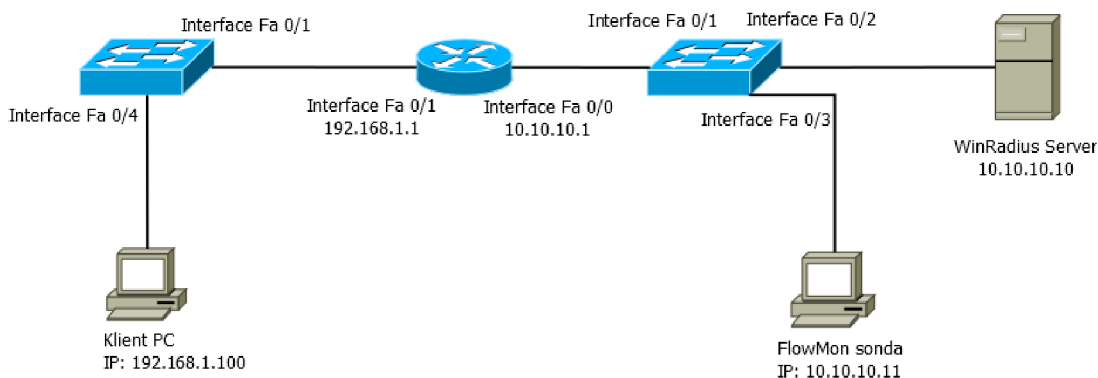 Interface Fa 0/1
Interface Fa 0/1
Interface Fa 0/2
Interface Fa 0/4
Interface Fa 0/1
192.168.1.1
Interface Fa 0/0
10.10.10.1
Interface Fa 0/3
WinRadius Server
10.10.10.10
Klient PC
IP: 192.168.1.100
FlowMon sonda
IP: 10.10.10.11